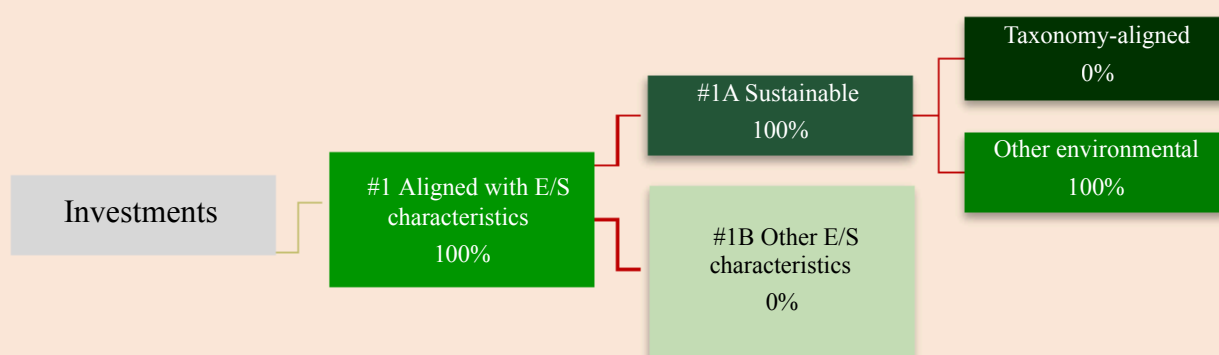 Investments
#1 Aligned with E/S
characteristics
100%
#1A Sustainable
100%
#1B Other E/S
characteristics
0%
Taxonomy-aligned
0%
Other environmental
100%